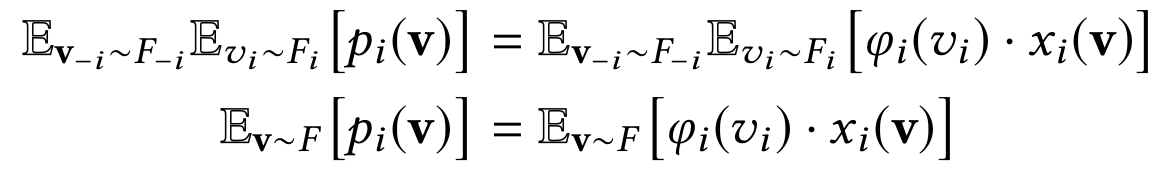 𝔼_{𝐯_{−i}∼F_{−i}} 𝔼_{v_i∼F_i} [p_i(𝐯)] = 𝔼_{𝐯_{−i}∼F_{−i}} 𝔼_{v_i∼F_i} [φ_i(v_i) · x_i(𝐯)]
𝔼_{𝐯∼F} [p_i(𝐯)] = 𝔼_{𝐯∼F} [φ_i(v_i) · x_i(𝐯)]